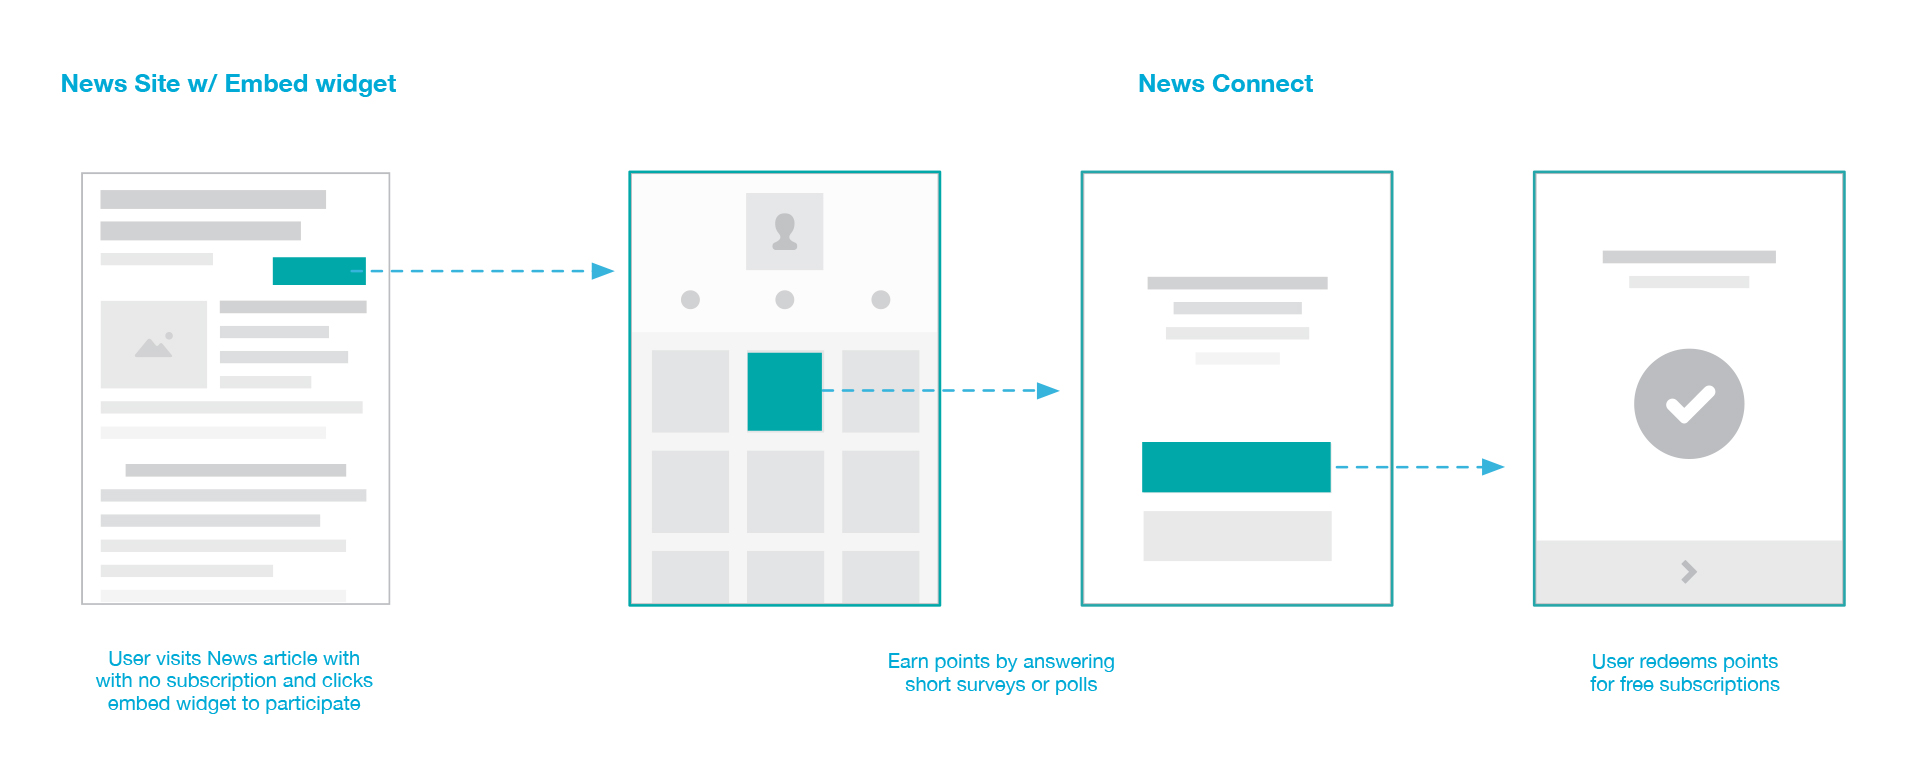 News Site w/ Embed widget
News Connect
User visits News article with
with no subscription and clicks
embed widget to participate
Earn points by answering
short surveys or polls
User redeems points
for free subscriptions